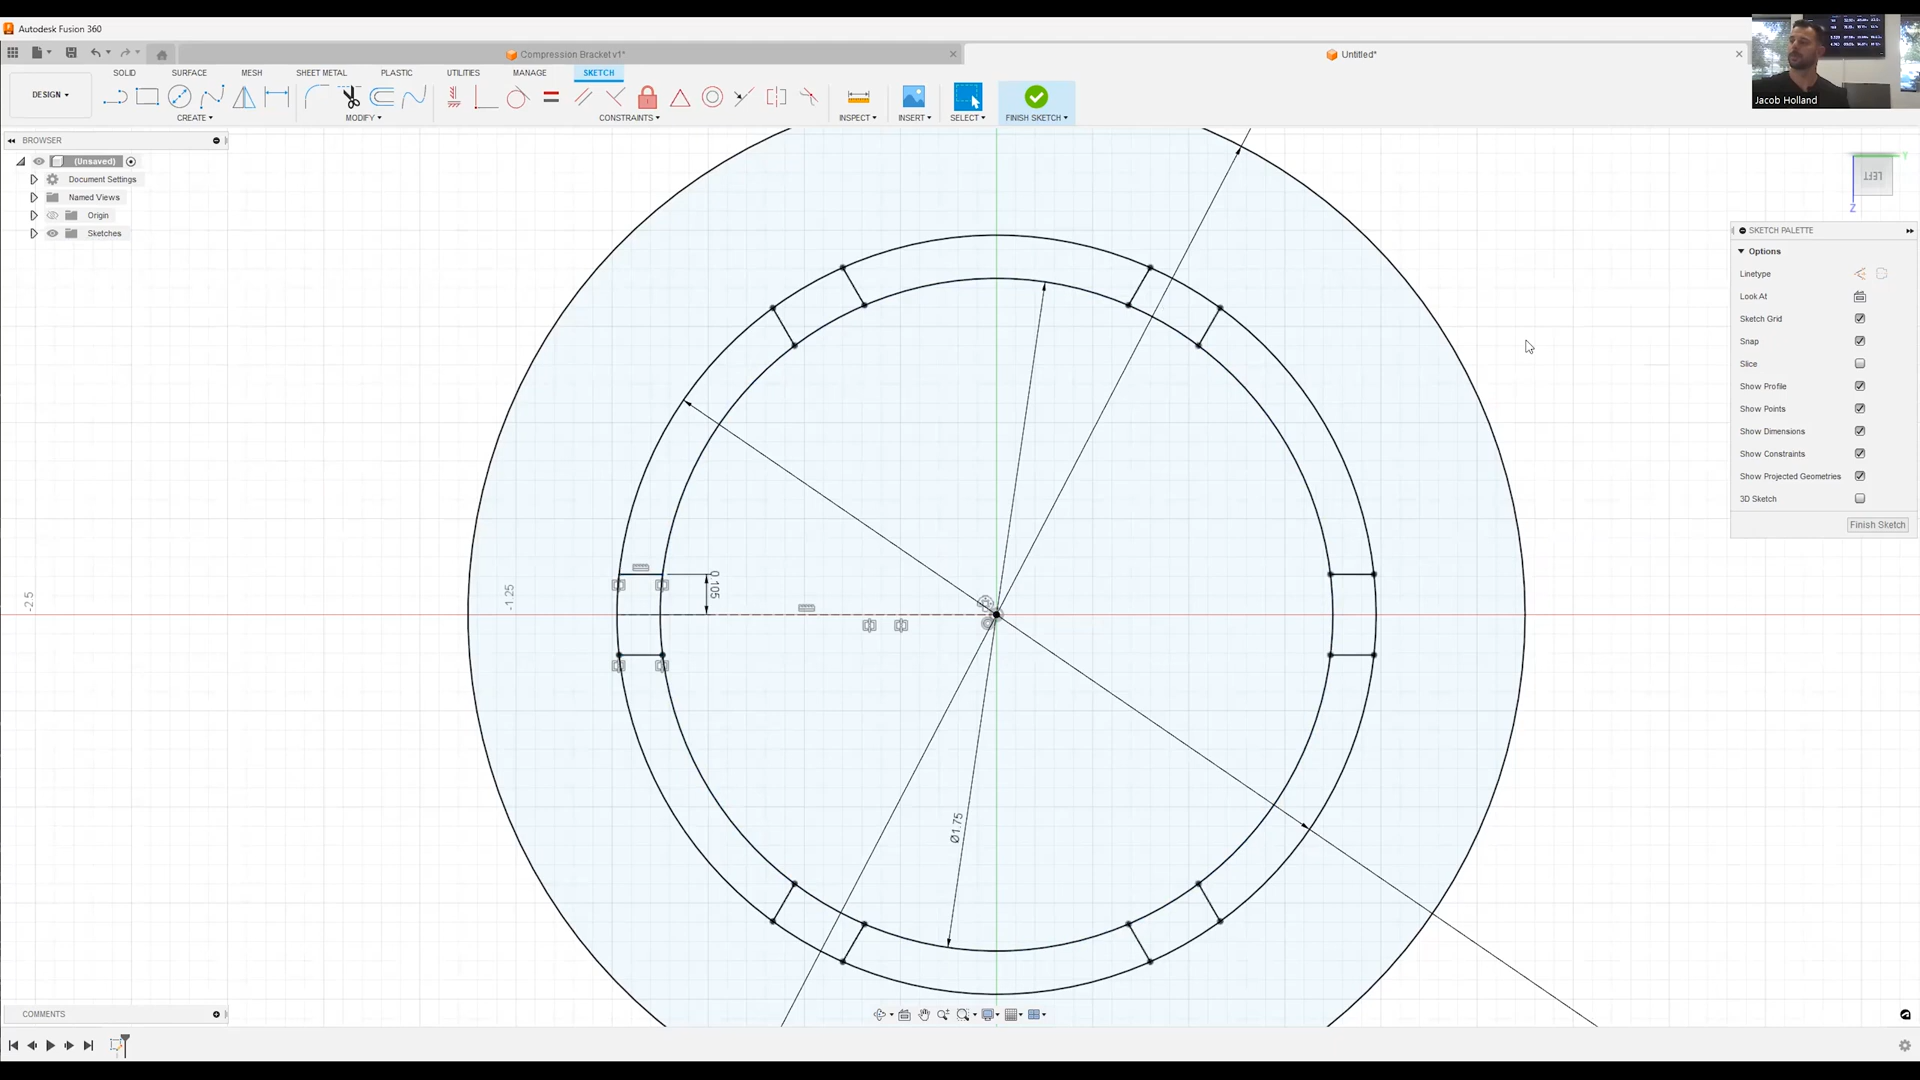 Autodesk Fusion 360
Compression Bracket v1*
Untitled*
Jacob Holland
SOLID
SURFACE
MESH
SHEET METAL
PLASTIC
UTILITIES
MANAGE
SKETCH
DESIGN
CREATE
MODIFY
CONSTRAINTS
INSPECT
INSERT
SELECT
FINISH SKETCH
BROWSER
(Unsaved)
Document Settings
Named Views
Origin
Sketches
LEFT
Y
Z
SKETCH PALETTE
Options
Linetype
Look At
Sketch Grid
Snap
Slice
Show Profile
Show Points
Show Dimensions
Show Constraints
Show Projected Geometries
3D Sketch
Finish Sketch
-2.5
-1.25
0.105
Ø1.75
COMMENTS